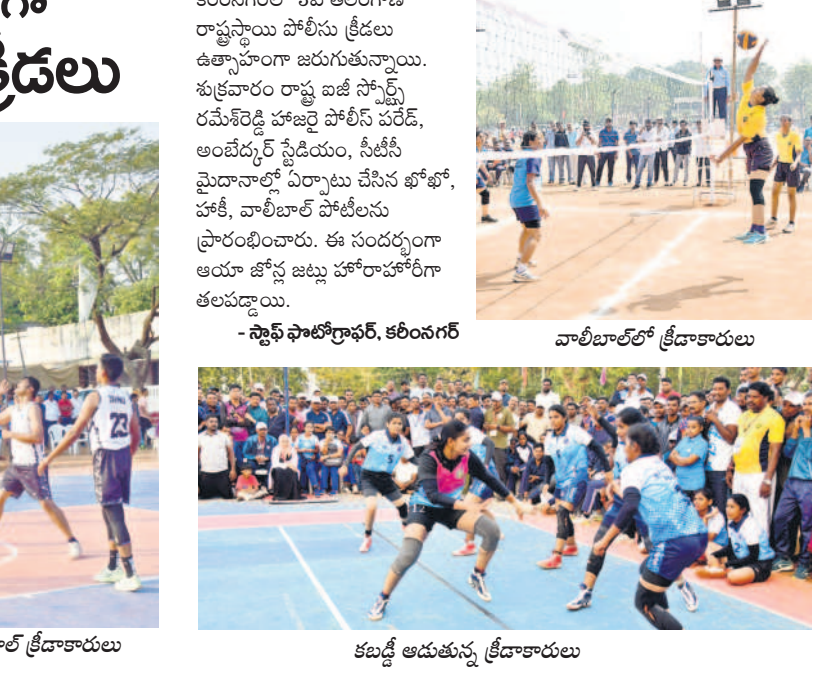 క్రీడలు
రాష్ట్రస్థాయి పోలీసు క్రీడలు
ఉత్సాహంగా జరుగుతున్నాయి.
శుక్రవారం రాష్ట్ర ఐజీ స్పోర్ట్స్
రమేశ్‌రెడ్డి హాజరై పోలీస్ పరేడ్,
అంబేద్కర్ స్టేడియం, సీటీసీ
మైదానాల్లో ఏర్పాటు చేసిన ఖోఖో,
హాకీ, వాలీబాల్ పోటీలను
ప్రారంభించారు. ఈ సందర్భంగా
ఆయా జోన్ల జట్లు హోరాహోరీగా
తలపడ్డాయి.
- స్టాఫ్ ఫొటోగ్రాఫర్, కరీంనగర్
వాలీబాల్‌లో క్రీడాకారులు
23
12
క్రీడాకారులు
కబడ్డీ ఆడుతున్న క్రీడాకారులు